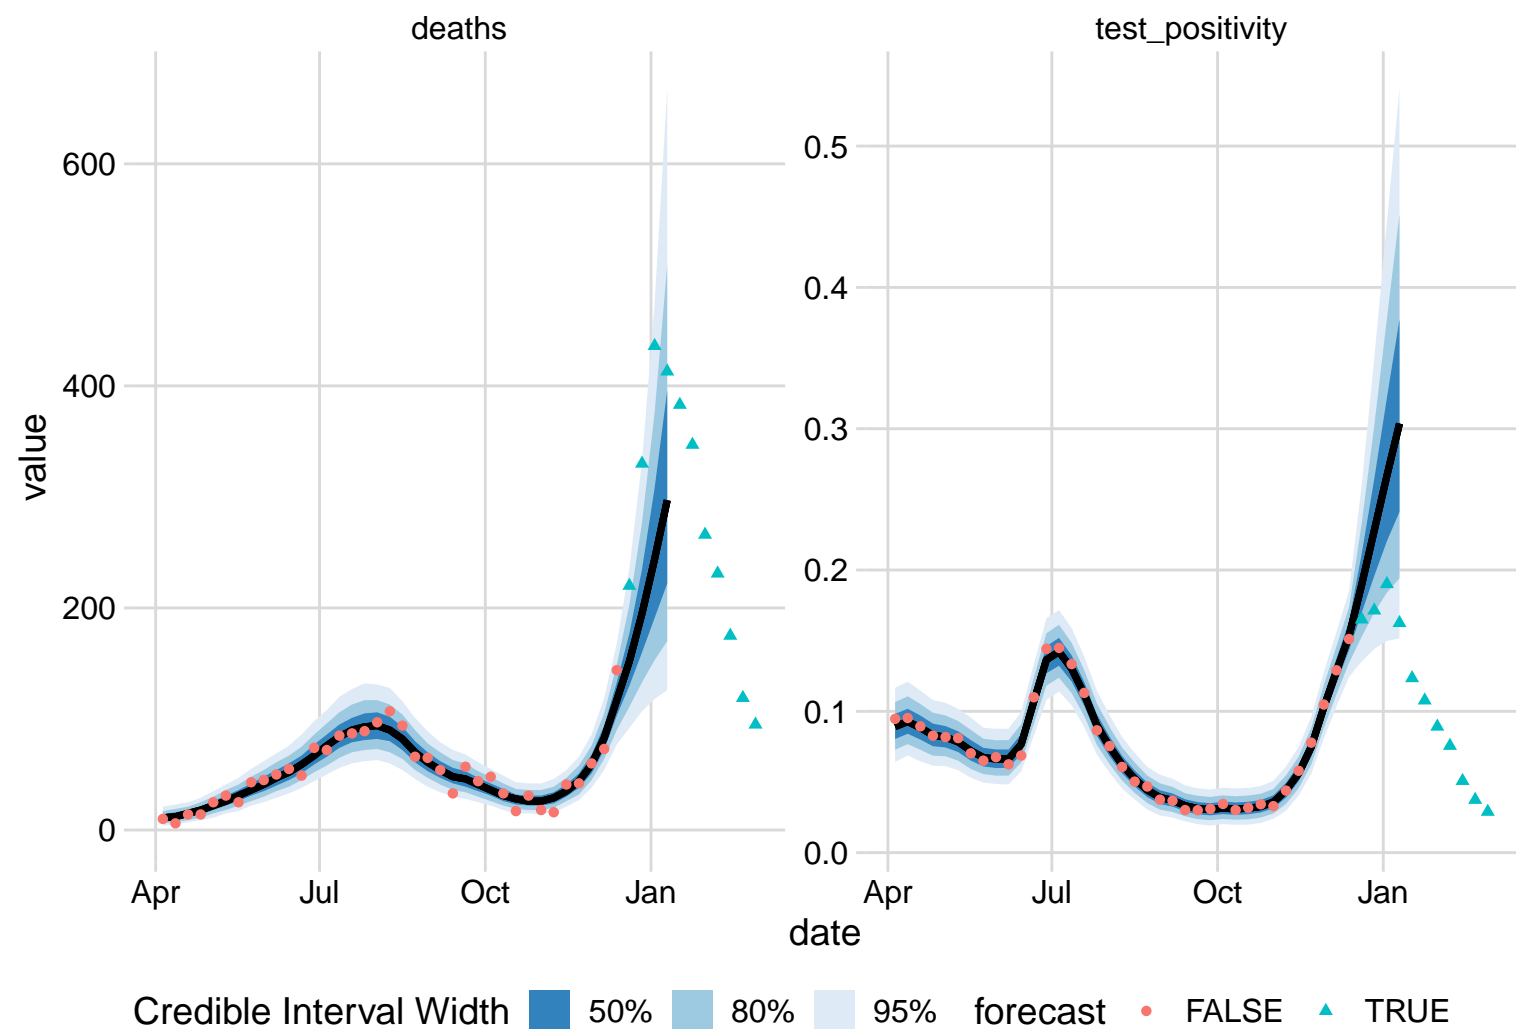 deaths
test_positivity
value
600
400
200
0
0.5
0.4
0.3
0.2
0.1
0.0
Apr Jul Oct Jan
Apr Jul Oct Jan
date
Credible Interval Width 50% 80% 95% forecast FALSE TRUE